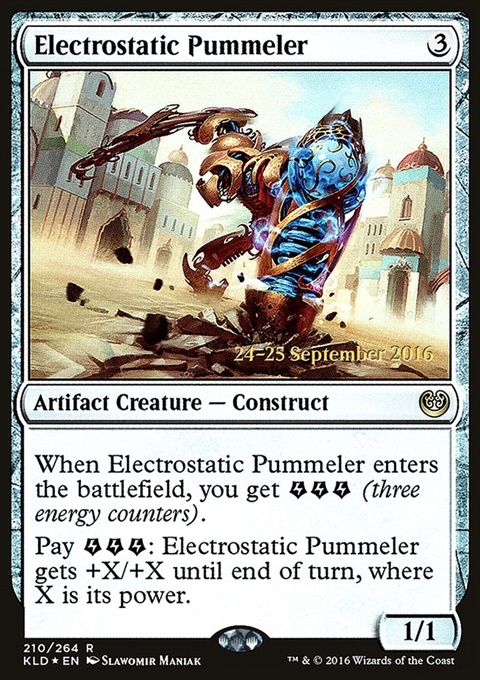 Electrostatic Pummeler 3
24–25 September 2016
Artifact Creature — Construct
When Electrostatic Pummeler enters
the battlefield, you get (three
energy counters).
Pay : Electrostatic Pummeler
gets +X/+X until end of turn, where
X is its power.
1/1
210/264 R
KLD★EN SLAWOMIR MANIAK
™ & © 2016 Wizards of the Coast